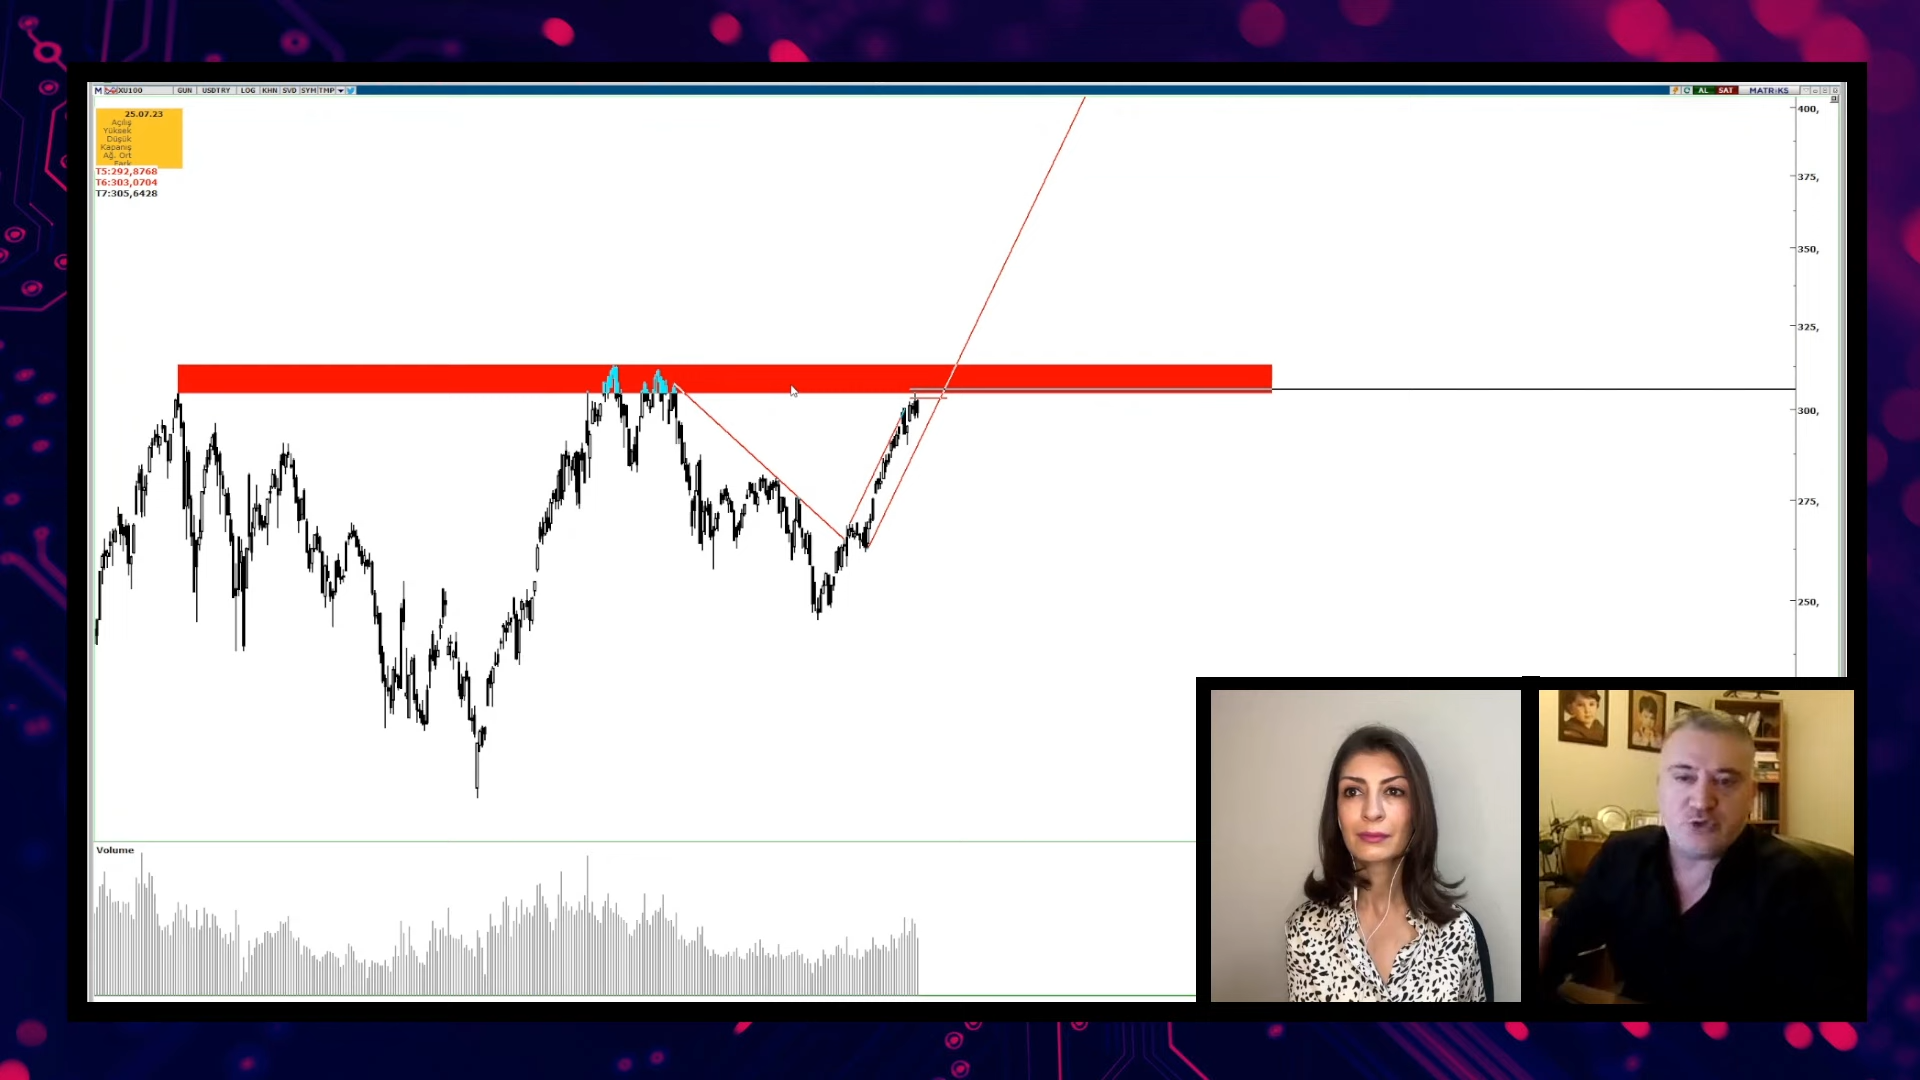 M XU100 GUN USDTRY LOG KHN SVD SYM TMP
AL SAT MATRIKS
25.07.23
Açılış
Yüksek
Düşük
Kapanış
Ağ. Ort
Fark
T5:292,8768
T6:303,0704
T7:305,6428
400,
375,
350,
325,
300,
275,
250,
Volume